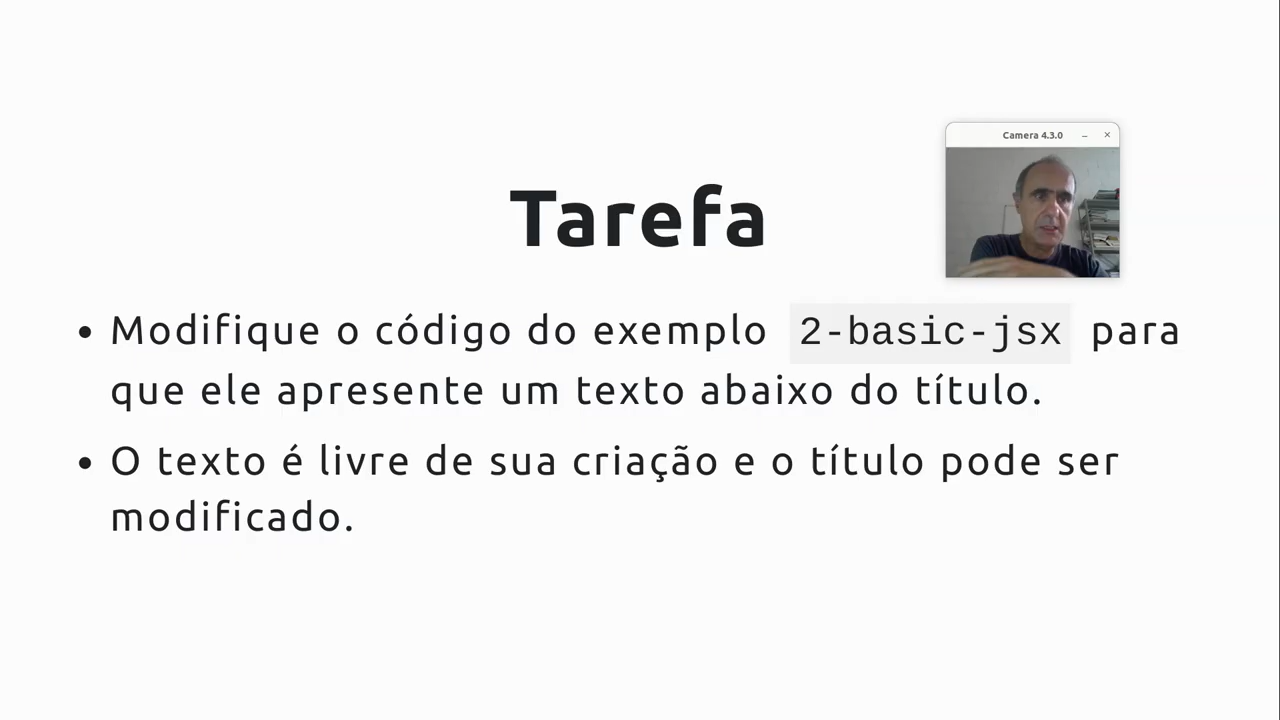 Camera 4.3.0
Tarefa
• Modifique o código do exemplo 2-basic-jsx para
que ele apresente um texto abaixo do título.
• O texto é livre de sua criação e o título pode ser
modificado.